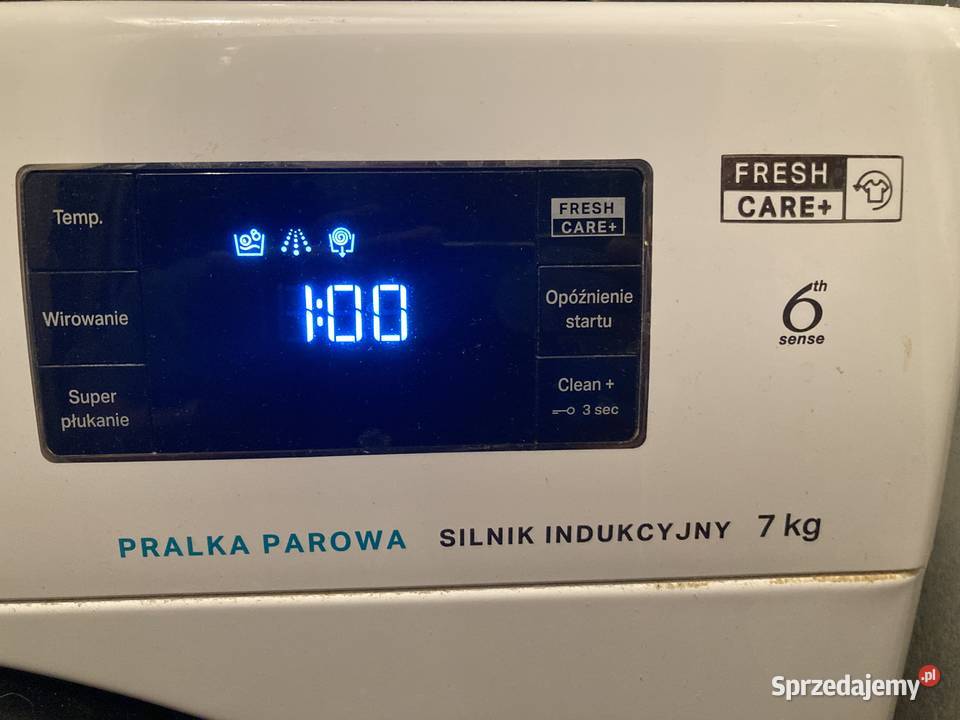 Temp.
Wirowanie
Super
płukanie
1:00
FRESH
CARE+
Opóźnienie
startu
Clean +
3 sec
FRESH
CARE+
6th
sense
PRALKA PAROWA SILNIK INDUKCYJNY 7 kg
Sprzedajemy.pl